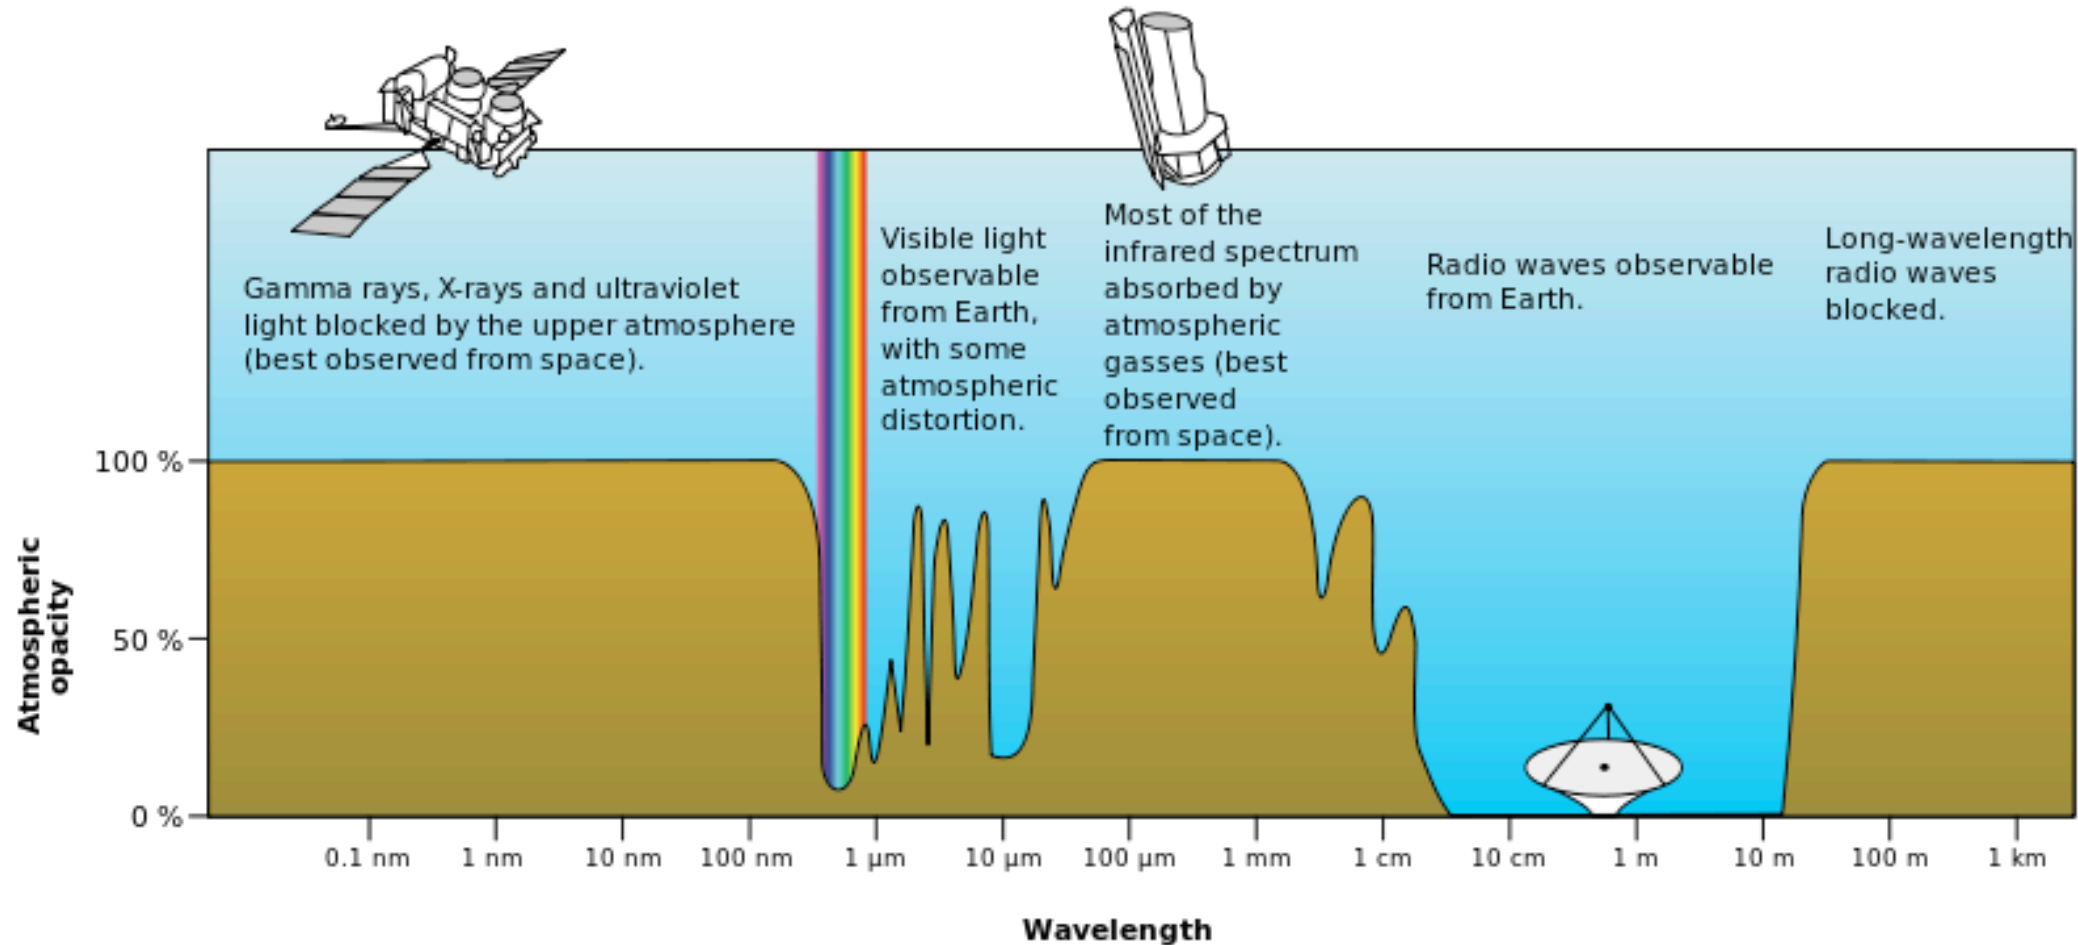 Gamma rays, X-rays and ultraviolet
light blocked by the upper atmosphere
(best observed from space).
Visible light
observable
from Earth,
with some
atmospheric
distortion.
Most of the
infrared spectrum
absorbed by
atmospheric
gasses (best
observed
from space).
Radio waves observable
from Earth.
Long-wavelength
radio waves
blocked.
Atmospheric
opacity
100 %
50 %
0 %
0.1 nm
1 nm
10 nm
100 nm
1 μm
10 μm
100 μm
1 mm
1 cm
10 cm
1 m
10 m
100 m
1 km
Wavelength